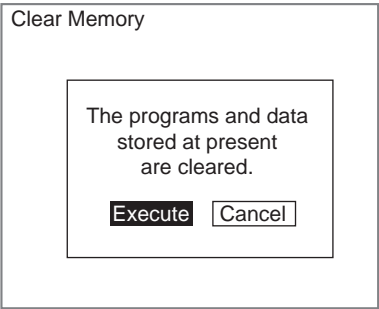 Clear Memory
The programs and data
stored at present
are cleared.
Execute Cancel